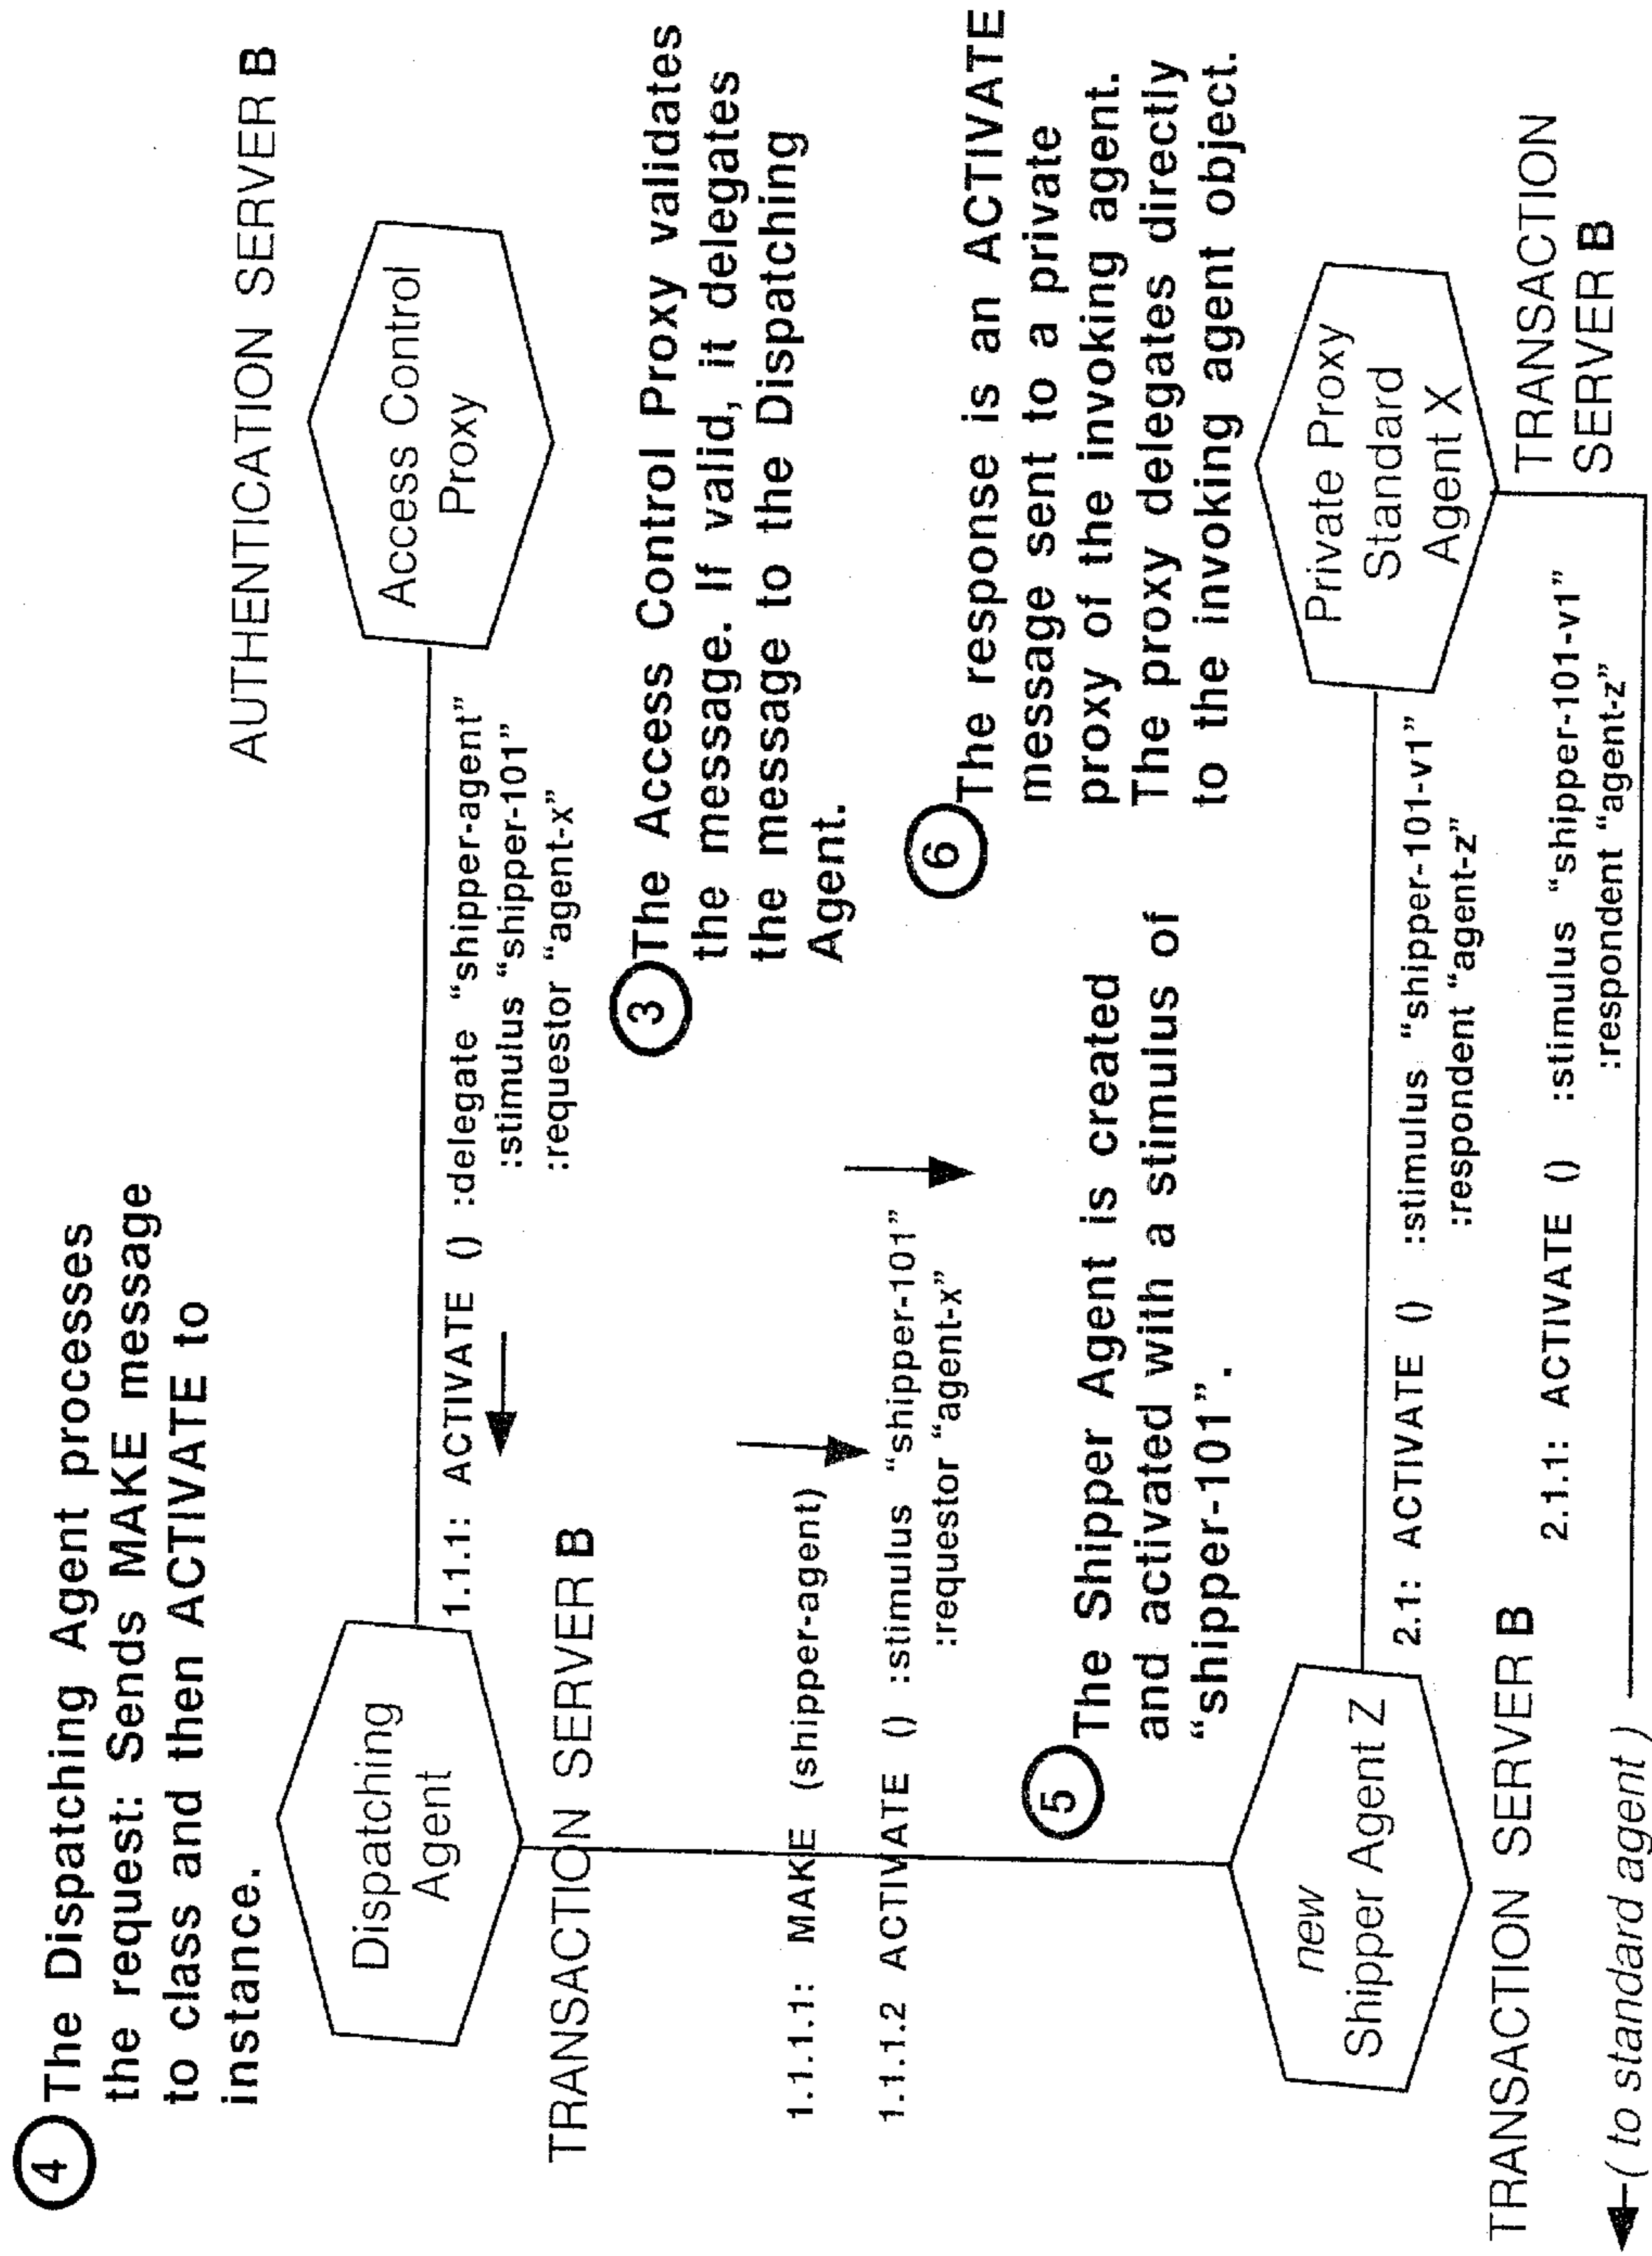 4 The Dispatching Agent processes
the request: Sends MAKE message
to class and then ACTIVATE to
instance.
AUTHENTICATION SERVER B
Dispatching
Agent
Access Control
Proxy
1.1.1: ACTIVATE () :delegate “shipper-agent”
:stimulus “shipper-101”
:requestor “agent-x”
TRANSACTION SERVER B
3 The Access Control Proxy validates
the message. If valid, it delegates
the message to the Dispatching
Agent.
1.1.1.1: MAKE (shipper-agent)
1.1.1.2 ACTIVATE () :stimulus “shipper-101”
:requestor “agent-x”
6 The response is an ACTIVATE
message sent to a private
proxy of the invoking agent.
The proxy delegates directly
to the invoking agent object.
5 The Shipper Agent is created
and activated with a stimulus of
“shipper-101”.
new
Shipper Agent Z
Private Proxy
Standard
Agent X
2.1: ACTIVATE () :stimulus “shipper-101-v1”
:respondent “agent-z”
TRANSACTION SERVER B
TRANSACTION
SERVER B
2.1.1: ACTIVATE () :stimulus “shipper-101-v1”
:respondent “agent-z”
( to standard agent )